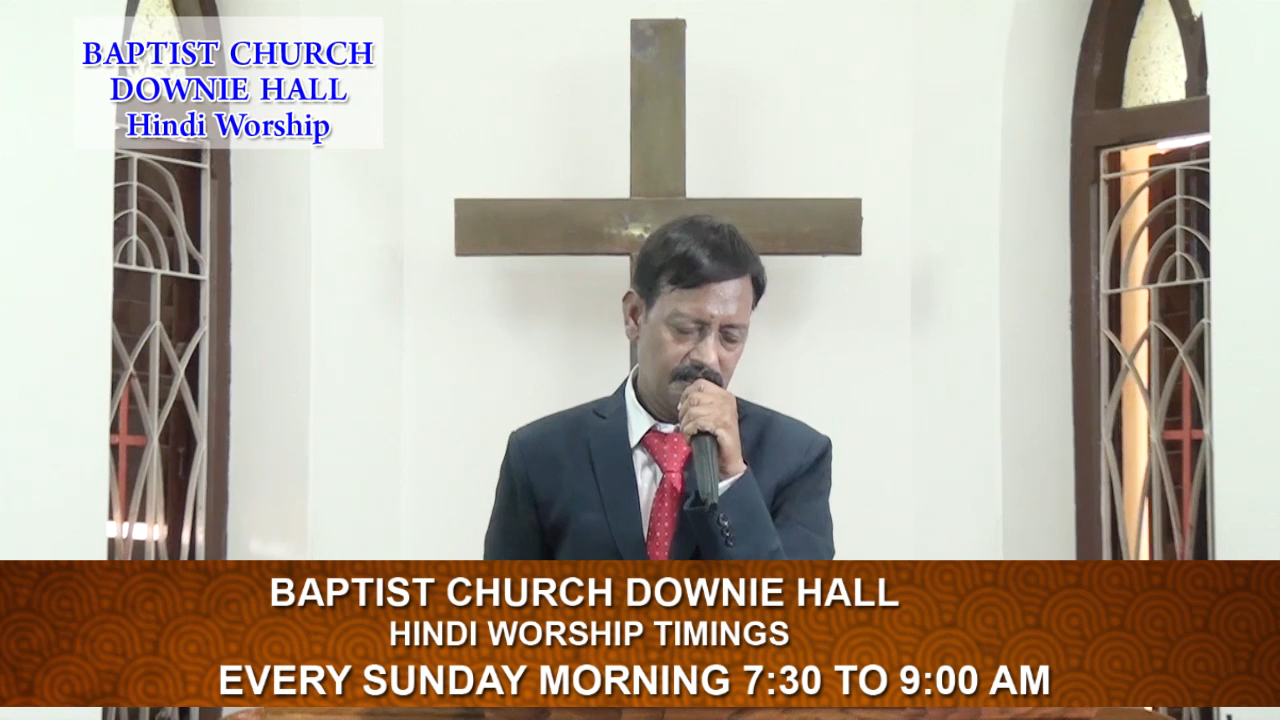 BAPTIST CHURCH
DOWNIE HALL
Hindi Worship
BAPTIST CHURCH DOWNIE HALL
HINDI WORSHIP TIMINGS
EVERY SUNDAY MORNING 7:30 TO 9:00 AM